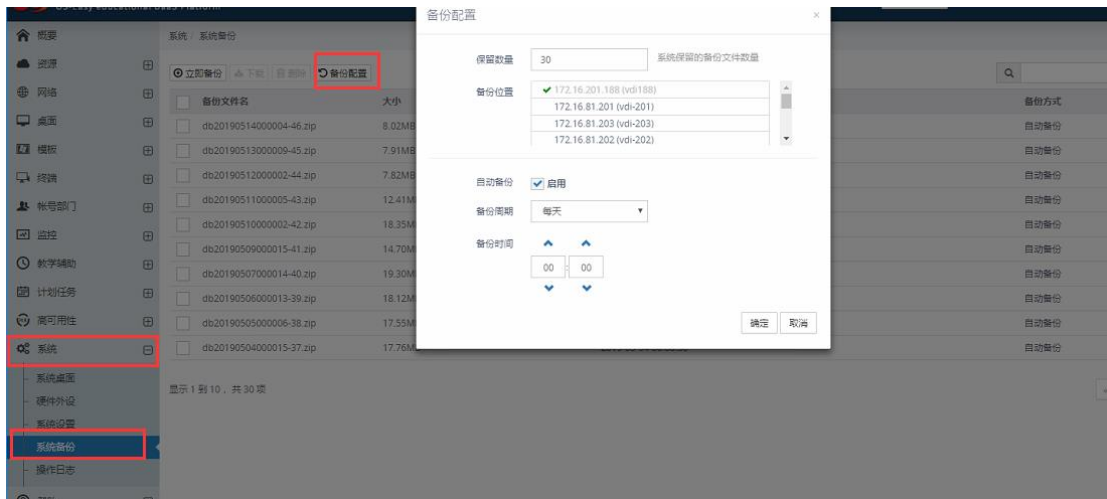 OS-Easy educational DaaS Platform
备份配置 ×
概要
系统 / 系统备份
资源
保留数量 30 系统保留的备份文件数量
立即备份 下载 删除 备份配置
网络
备份位置 172.16.201.188 (vdi188)
备份文件名 大小 备份方式
172.16.81.201 (vdi-201)
桌面
db20190514000004-46.zip 8.02MB 自动备份
172.16.81.203 (vdi-203)
172.16.81.202 (vdi-202)
模板
db20190513000009-45.zip 7.91MB 自动备份
终端
db20190512000002-44.zip 7.82MB 自动备份
自动备份 启用
帐号部门
db20190511000005-43.zip 12.41M 自动备份
备份周期 每天
db20190510000002-42.zip 18.35M 自动备份
监控
备份时间
db20190509000015-41.zip 14.70M 自动备份
教学辅助
00 : 00
db20190507000014-40.zip 19.30M 自动备份
计划任务
db20190506000013-39.zip 18.12M 自动备份
高可用性
db20190505000006-38.zip 17.55M 自动备份
确定 取消
系统
db20190504000015-37.zip 17.76M 自动备份
系统桌面
显示 1 到 10 ，共 30 项
硬件外设
系统设置
系统备份
操作日志